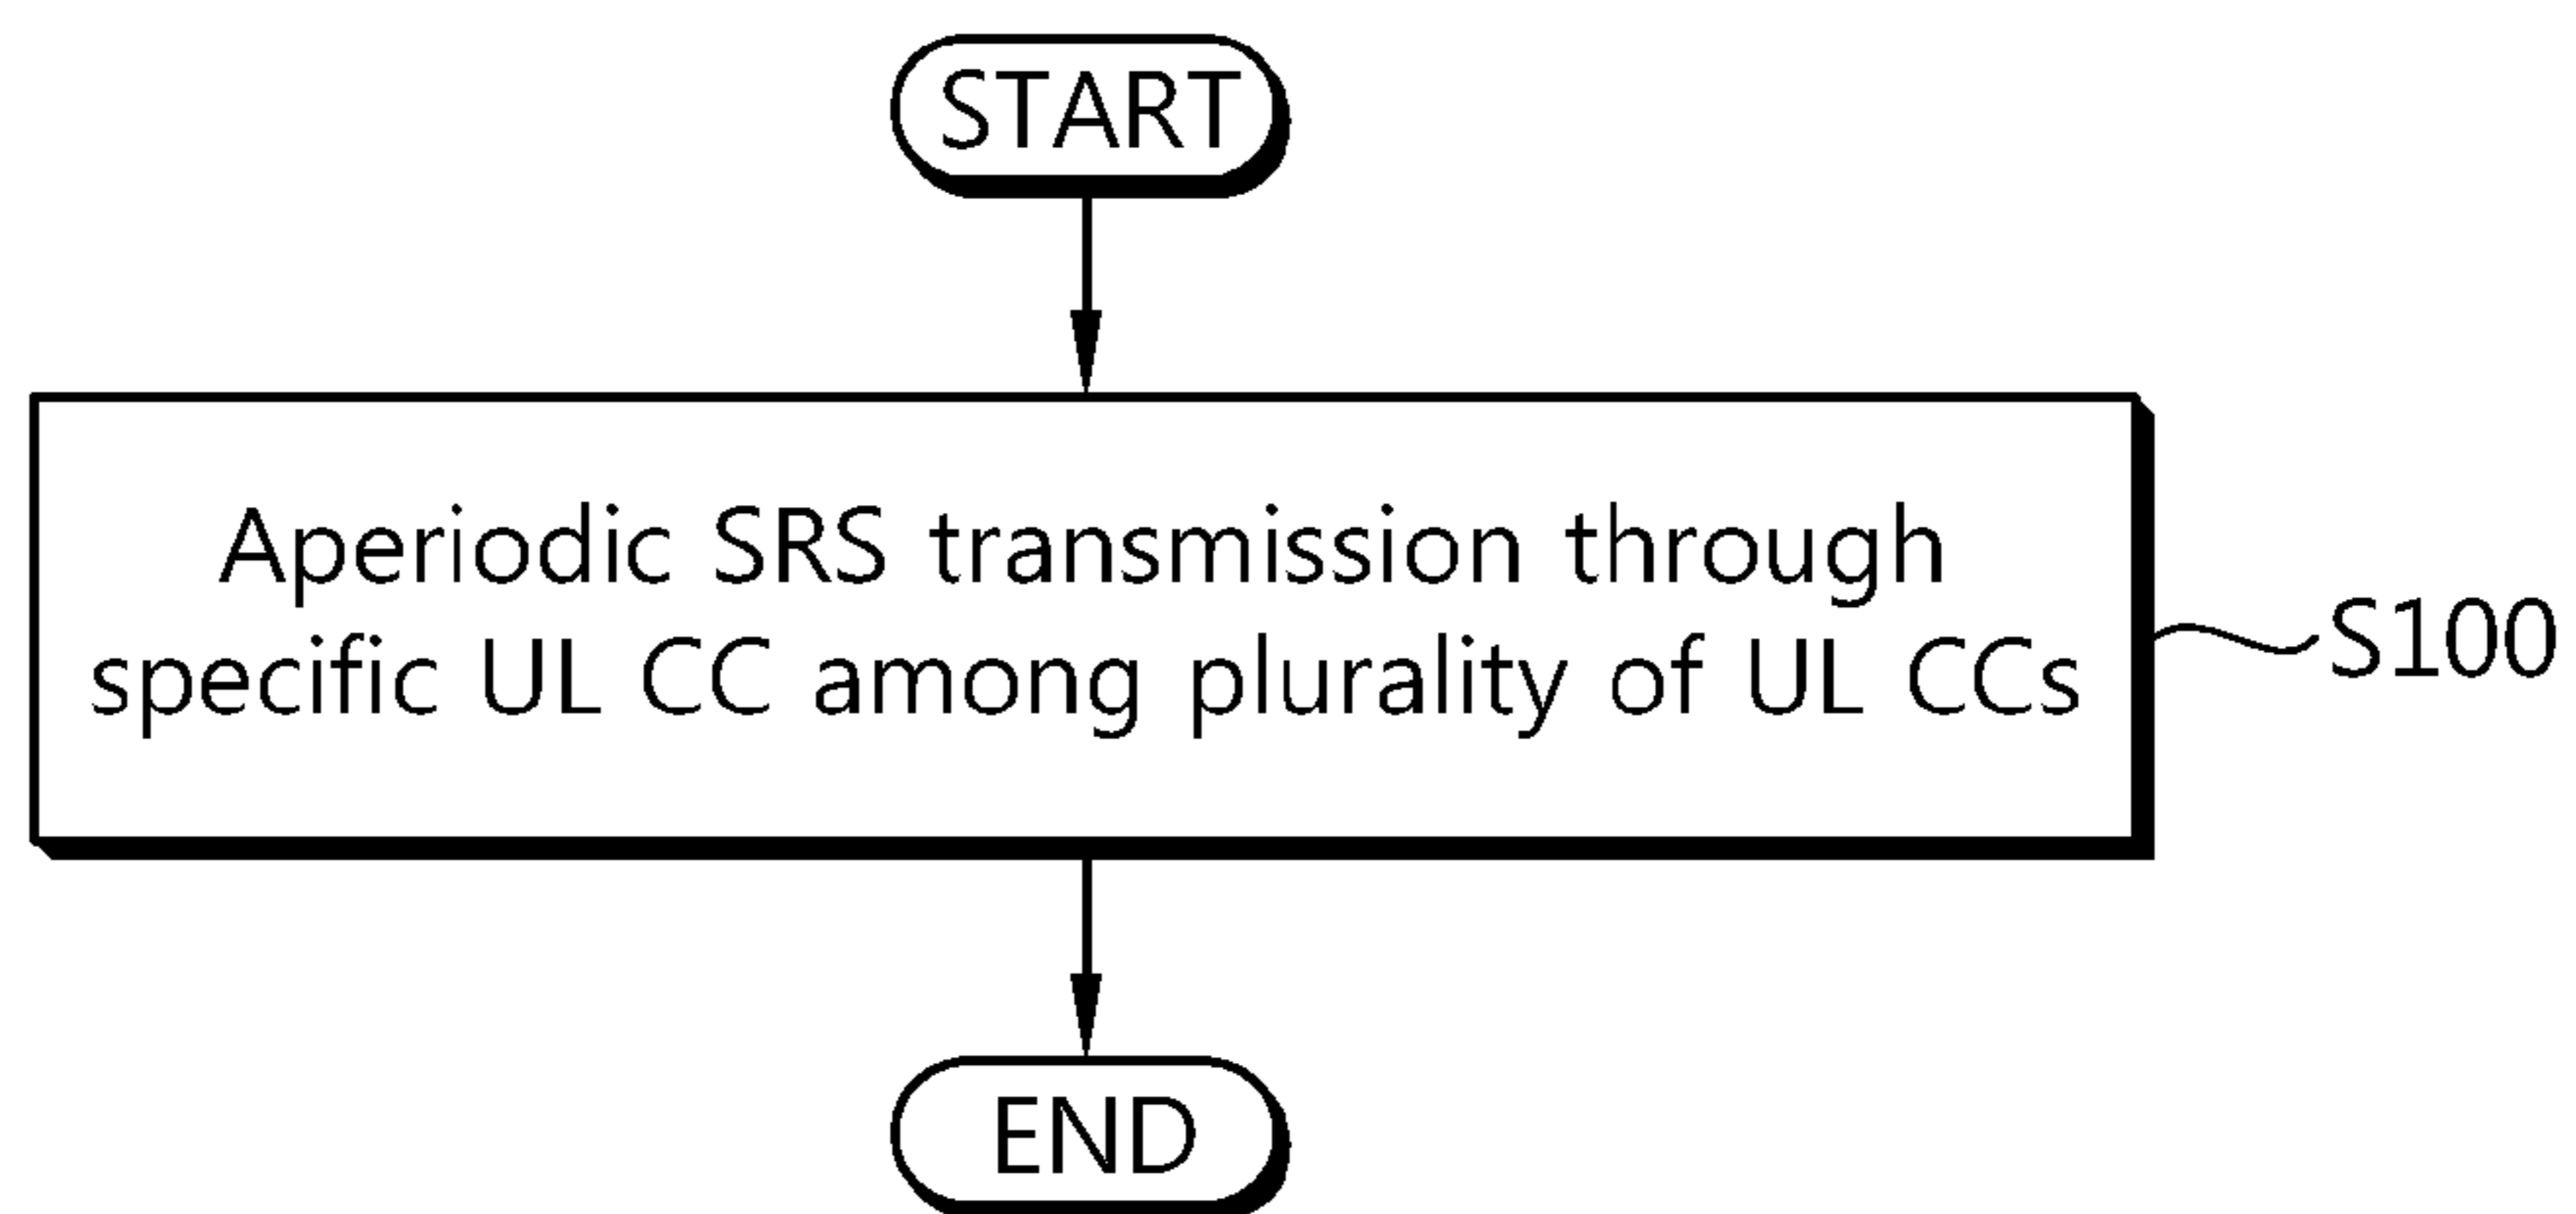 START
Aperiodic SRS transmission through
specific UL CC among plurality of UL CCs
S100
END